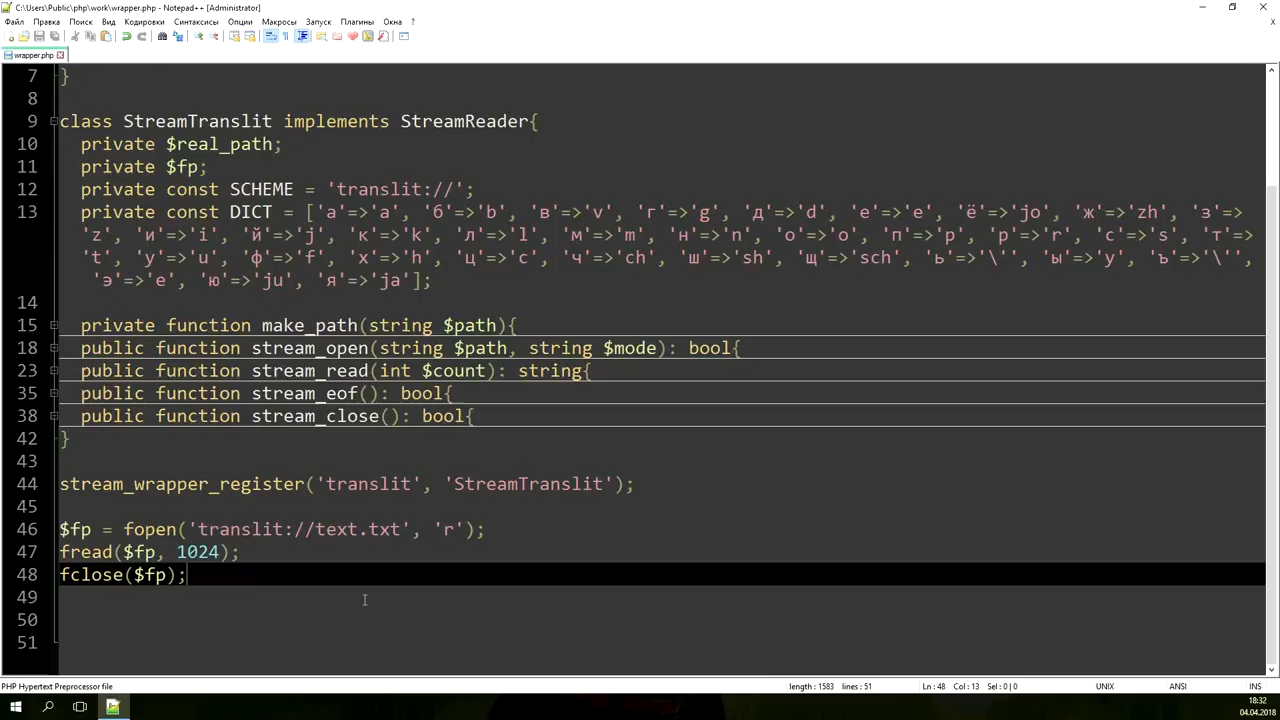 C:\Users\Public\php\work\wrapper.php - Notepad++ [Administrator]
Файл Правка Поиск Вид Кодировки Синтаксисы Опции Макросы Запуск Плагины Окна ?
wrapper.php
7 }
8
9 class StreamTranslit implements StreamReader{
10 private $real_path;
11 private $fp;
12 private const SCHEME = 'translit://';
13 private const DICT = ['а'=>'a', 'б'=>'b', 'в'=>'v', 'г'=>'g', 'д'=>'d', 'е'=>'e', 'ё'=>'jo', 'ж'=>'zh', 'з'=>
'z', 'и'=>'i', 'й'=>'j', 'к'=>'k', 'л'=>'l', 'м'=>'m', 'н'=>'n', 'о'=>'o', 'п'=>'p', 'р'=>'r', 'с'=>'s', 'т'=>
't', 'у'=>'u', 'ф'=>'f', 'х'=>'h', 'ц'=>'c', 'ч'=>'ch', 'ш'=>'sh', 'щ'=>'sch', 'ь'=>'\'', 'ы'=>'y', 'ъ'=>'\'',
'э'=>'e', 'ю'=>'ju', 'я'=>'ja'];
14
15 private function make_path(string $path){
18 public function stream_open(string $path, string $mode): bool{
23 public function stream_read(int $count): string{
35 public function stream_eof(): bool{
38 public function stream_close(): bool{
42 }
43
44 stream_wrapper_register('translit', 'StreamTranslit');
45
46 $fp = fopen('translit://text.txt', 'r');
47 fread($fp, 1024);
48 fclose($fp);
49
50
51
PHP Hypertext Preprocessor file length : 1583 lines : 51 Ln : 48 Col : 13 Sel : 0 | 0 UNIX ANSI INS
18:32
04.04.2018